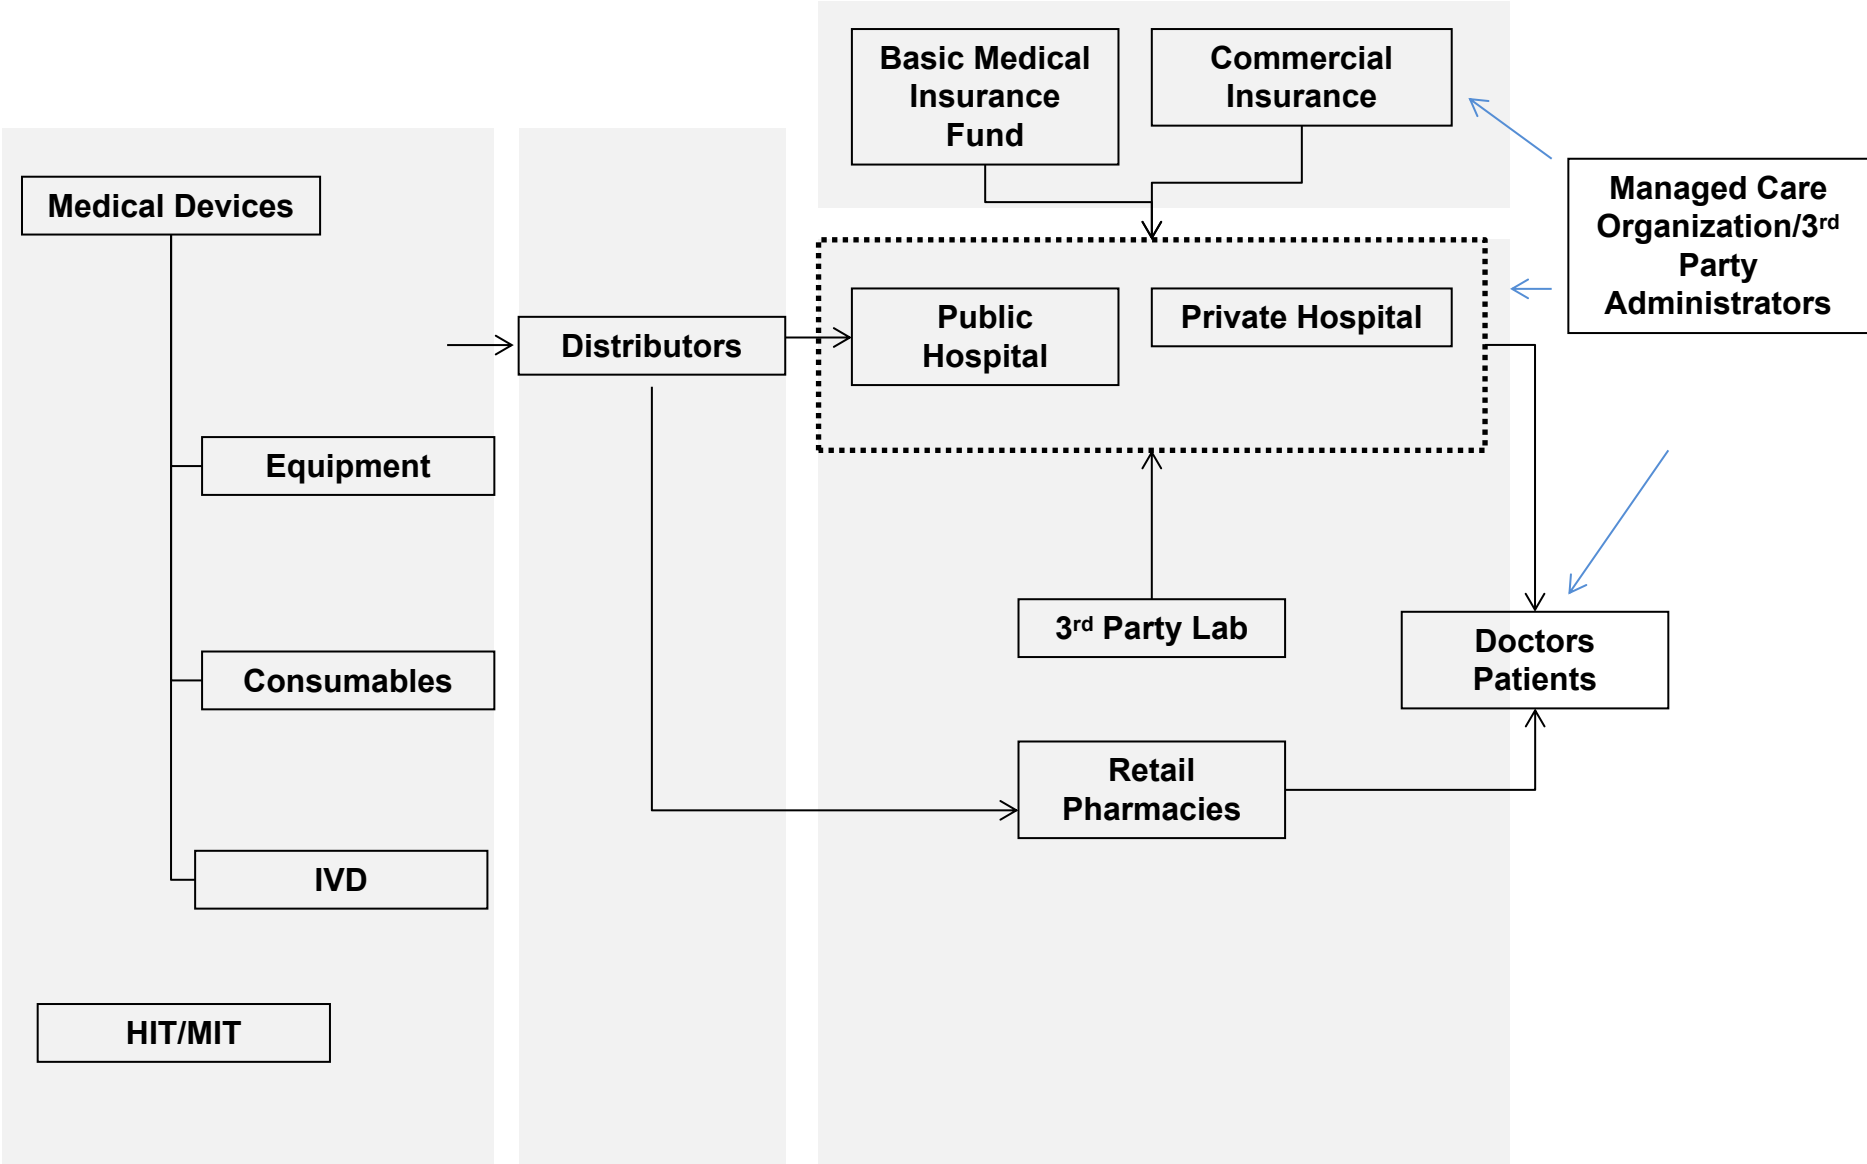 Basic Medical
Insurance
Fund
Commercial
Insurance
Managed Care
Organization/3rd
Party
Administrators
Medical Devices
Distributors
Public
Hospital
Private Hospital
Equipment
Consumables
IVD
HIT/MIT
3rd Party Lab
Retail
Pharmacies
Doctors
Patients